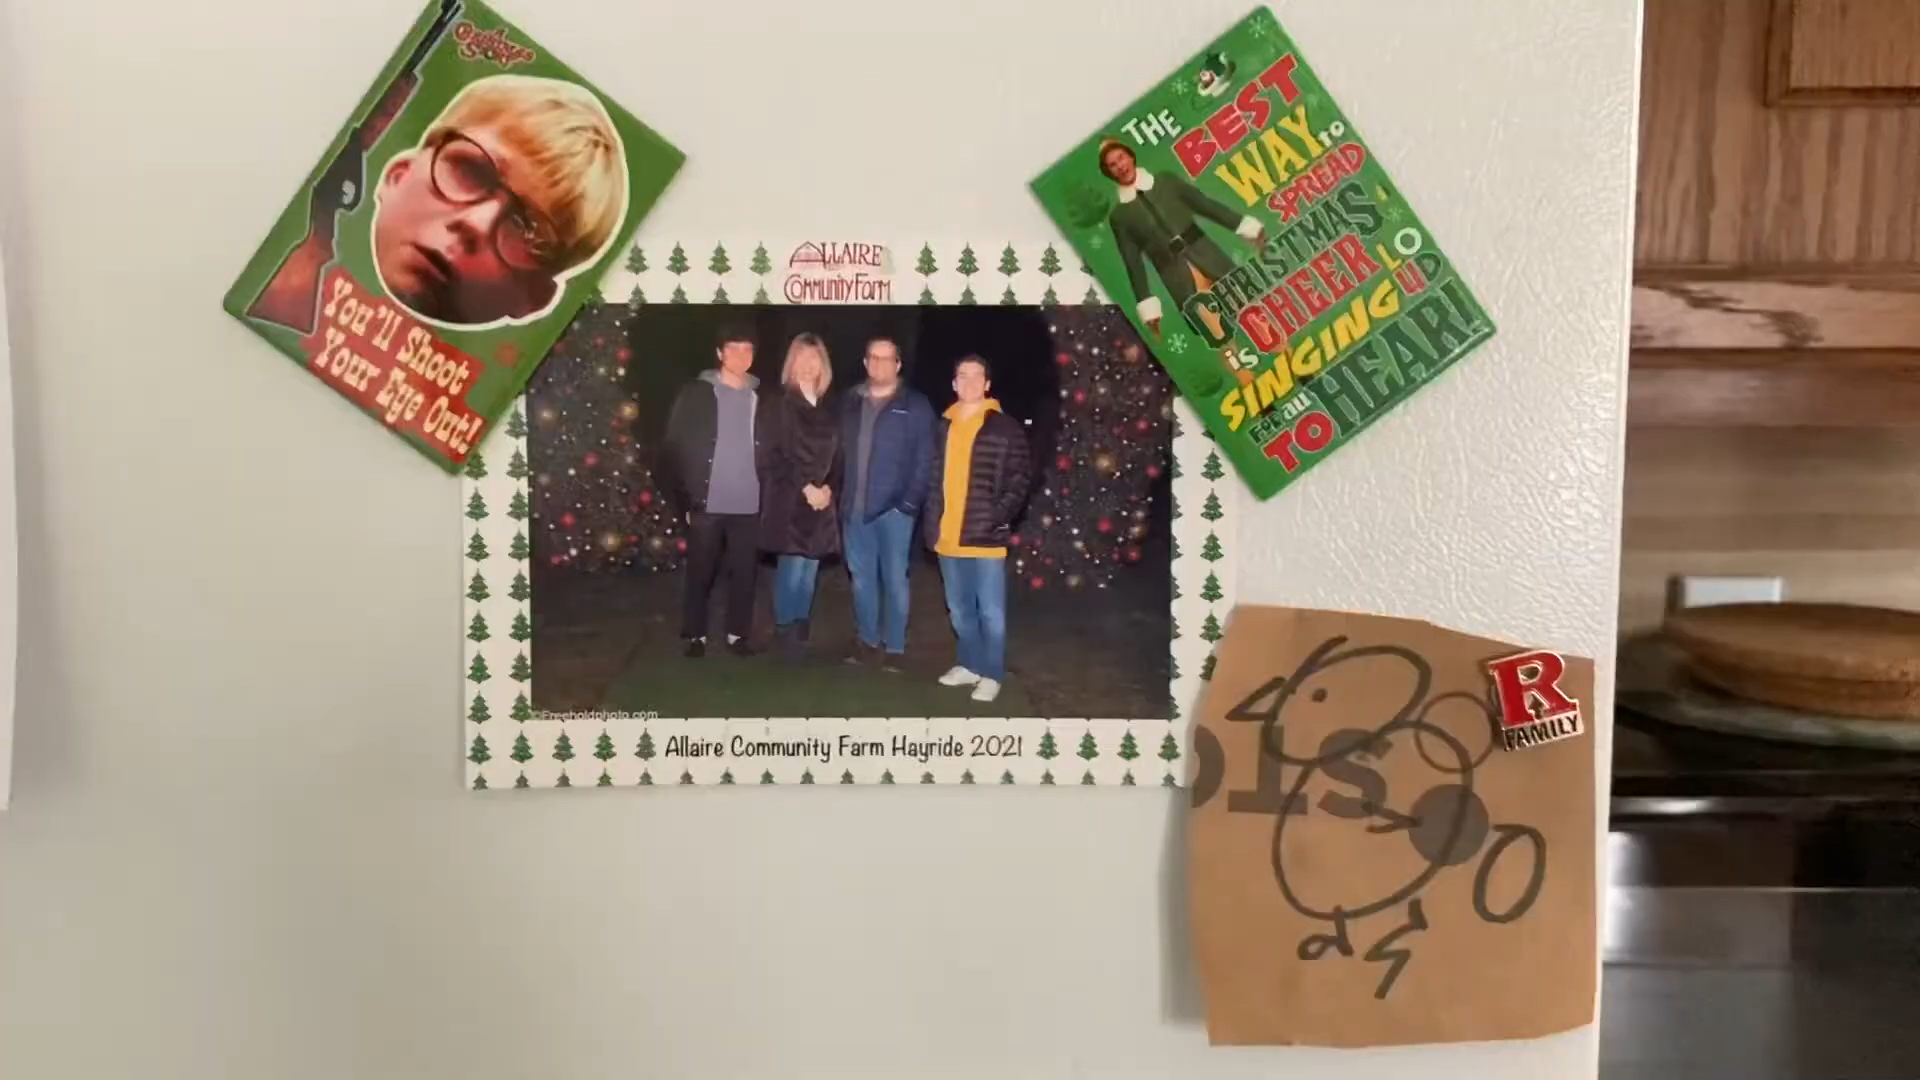 A
Christmas
Story
You'll Shoot
Your Eye Out!
THE
BEST
WAY to
SPREAD
CHRISTMAS
CHEER
is
SINGING
LOUD
FOR all
TO HEAR!
ALLAIRE
Community Farm
©Freeholdphoto.com
Allaire Community Farm Hayride 2021
R
FAMILY